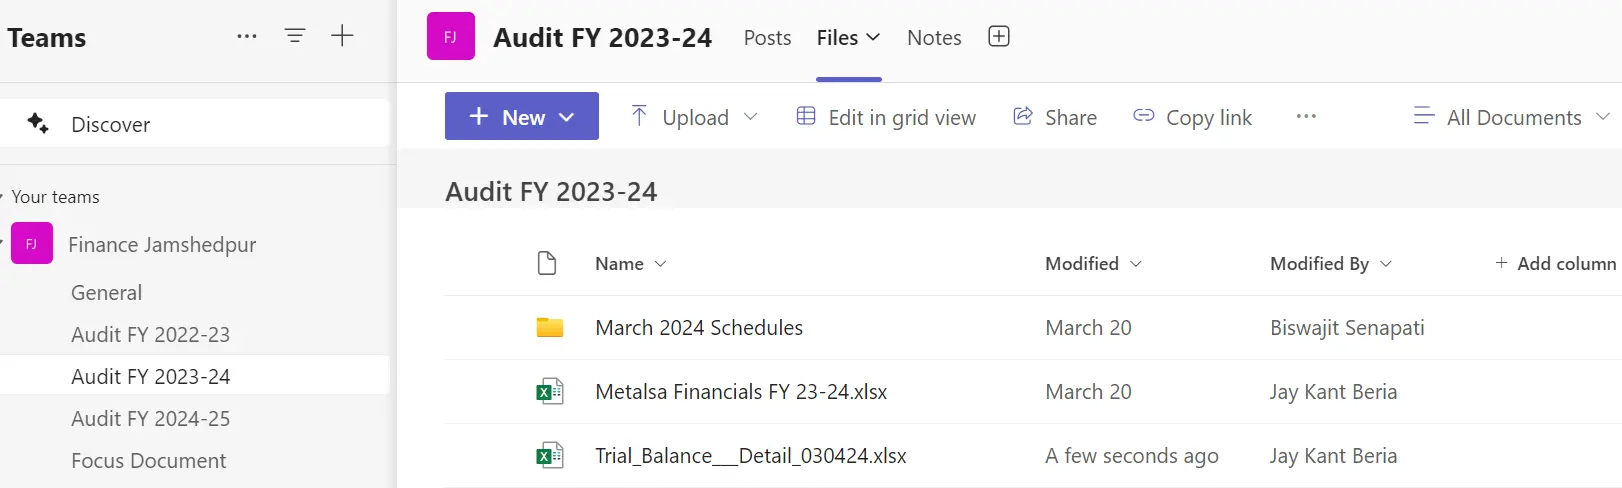 Teams
Discover
Your teams
FJ Finance Jamshedpur
General
Audit FY 2022-23
Audit FY 2023-24
Audit FY 2024-25
Focus Document
FJ Audit FY 2023-24 Posts Files Notes
New Upload Edit in grid view Share Copy link ... All Documents
Audit FY 2023-24
Name Modified Modified By + Add column
March 2024 Schedules March 20 Biswajit Senapati
Metalsa Financials FY 23-24.xlsx March 20 Jay Kant Beria
Trial_Balance___Detail_030424.xlsx A few seconds ago Jay Kant Beria